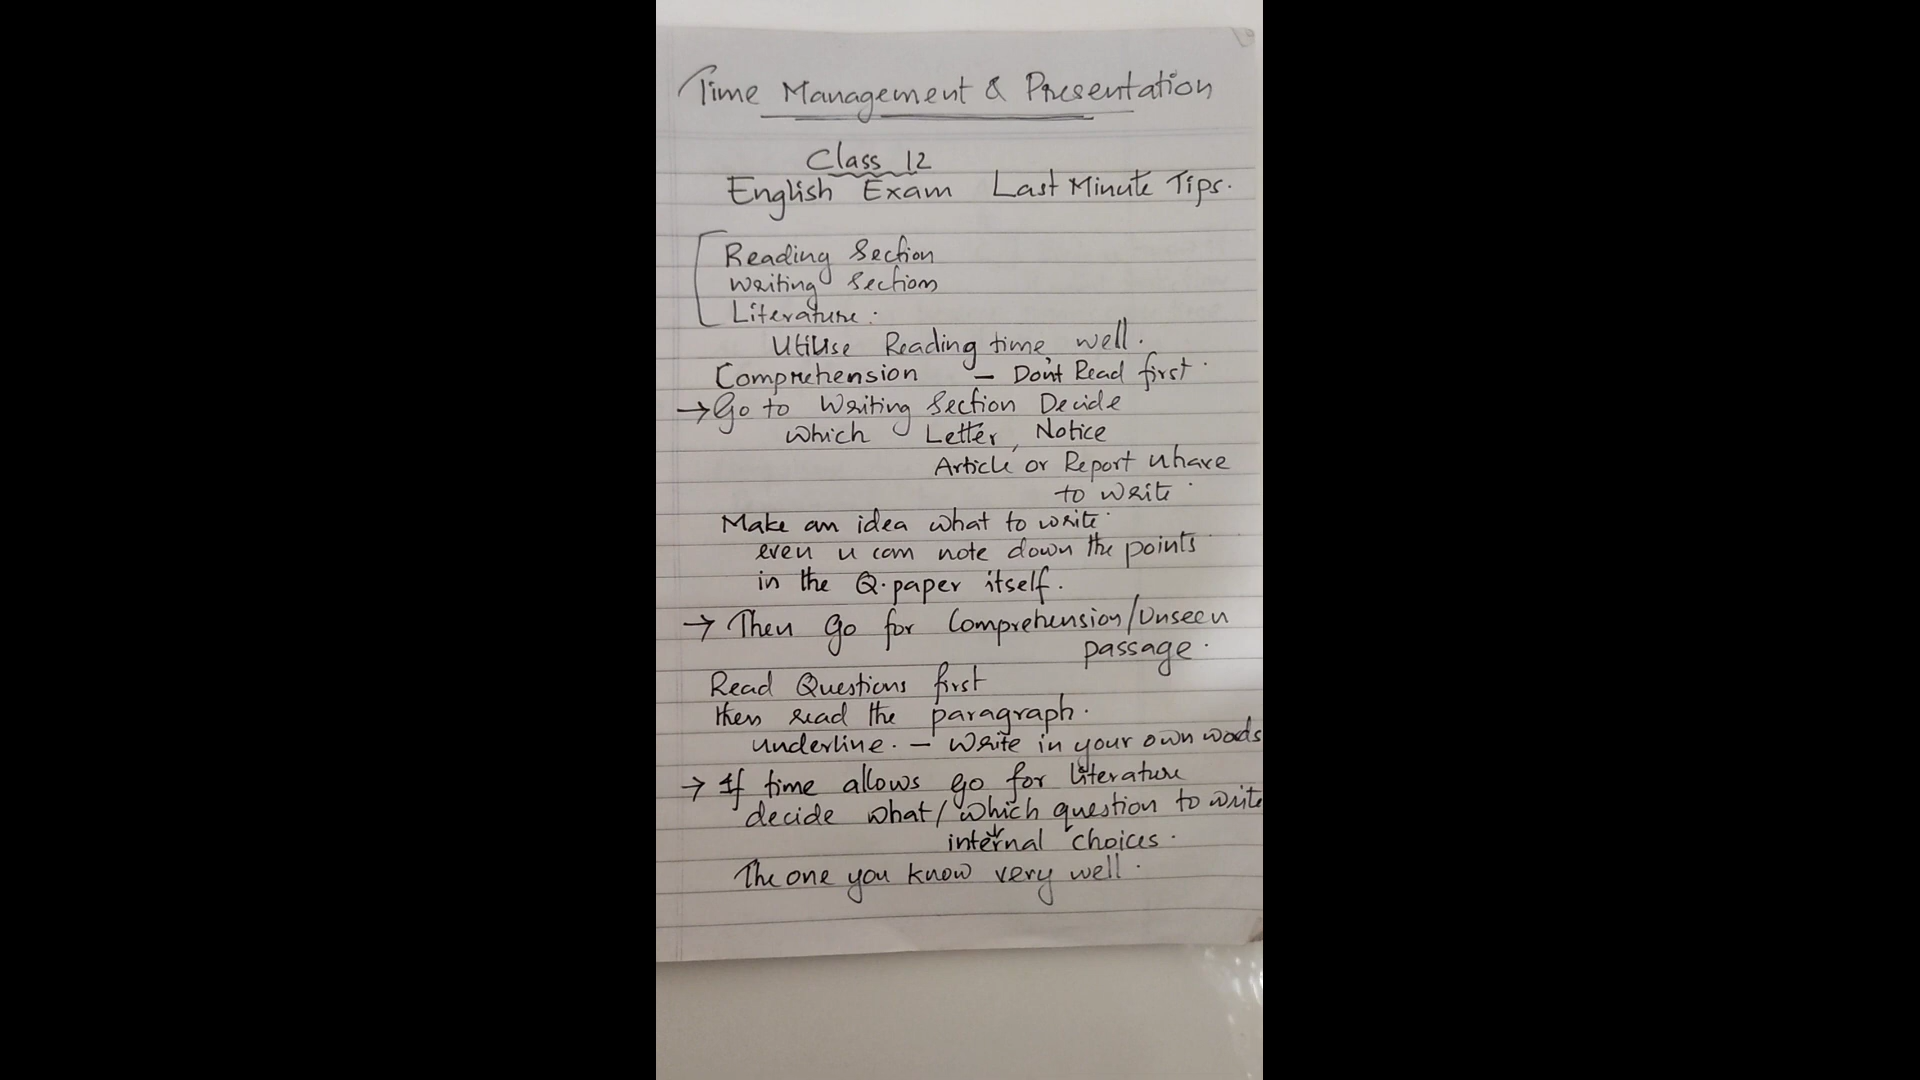 Time Management & Presentation
Class 12
English Exam Last Minute Tips.
Reading Section
Writing Section
Literature.
Utilise Reading time well.
Comprehension - Don't Read first.
→ Go to Writing Section Decide
which Letter, Notice
Article or Report u have
to write.
Make an idea what to write.
even u can note down the points
in the Q.paper itself.
→ Then go for Comprehension/Unseen
passage.
Read Questions first
then read the paragraph.
underline. - Write in your own words
→ If time allows go for literature
decide what/which question to write
internal choices.
The one you know very well.